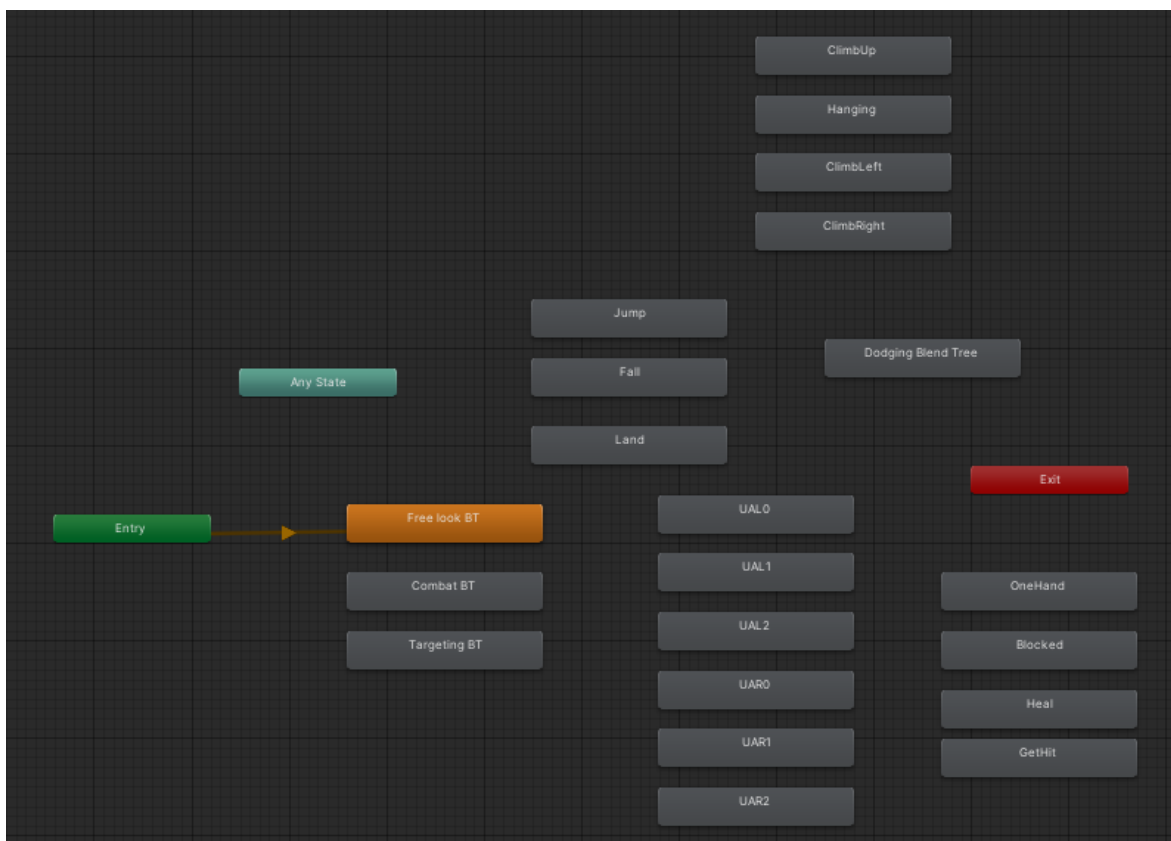 ClimbUp
Hanging
ClimbLeft
ClimbRight
Jump
Dodging Blend Tree
Fall
Any State
Land
Exit
UAL0
Free look BT
Entry
UAL1
Combat BT
OneHand
UAL2
Targeting BT
Blocked
UAR0
Heal
UAR1
GetHit
UAR2